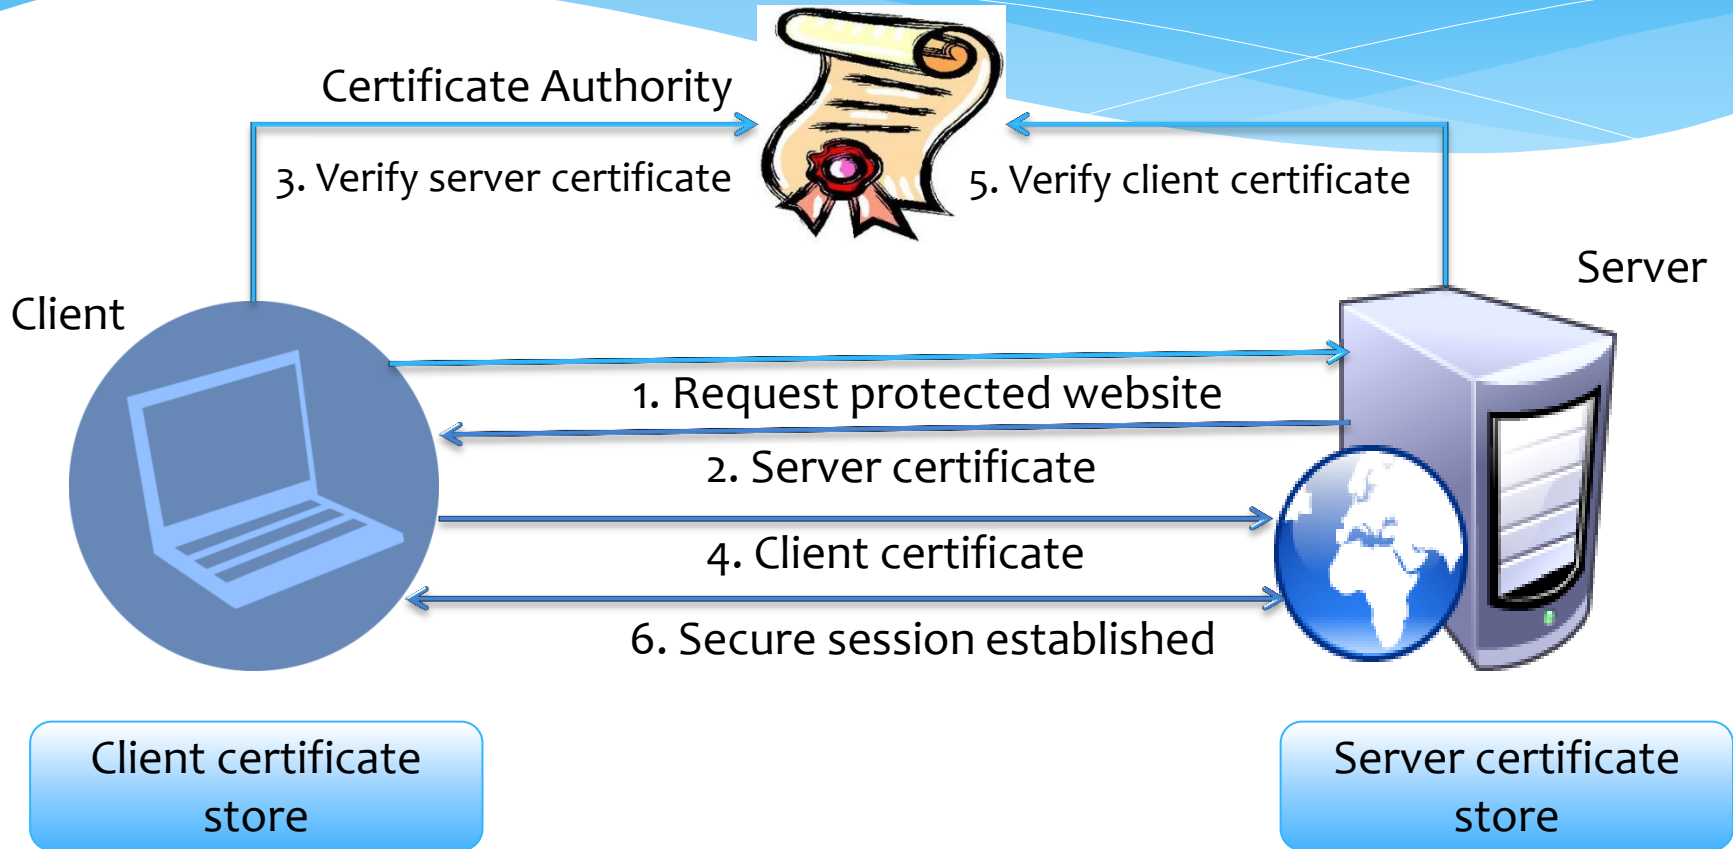 Certificate Authority
3. Verify server certificate
5. Verify client certificate
Server
Client
1. Request protected website
2. Server certificate
4. Client certificate
6. Secure session established
Client certificate
store
Server certificate
store